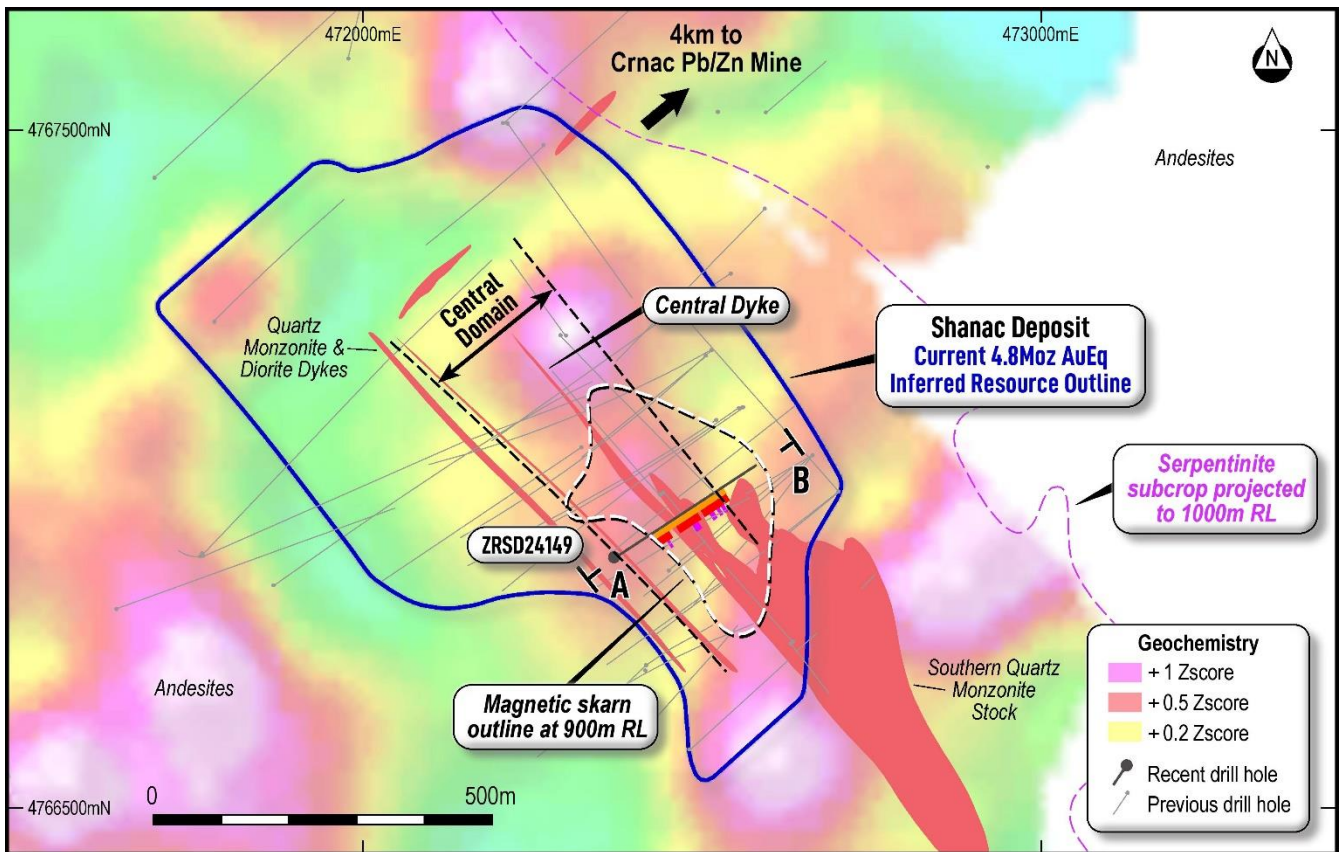 472000mE
473000mE
N
4km to
Crnac Pb/Zn Mine
4767500mN
Andesites
Central
Domain
Central Dyke
Quartz
Monzonite &
Diorite Dykes
Shanac Deposit
Current 4.8Moz AuEq
Inferred Resource Outline
B
Serpentinite
subcrop projected
to 1000m RL
ZRSD24149
A
Andesites
Magnetic skarn
outline at 900m RL
Southern Quartz
Monzonite
Stock
Geochemistry
+ 1 Zscore
+ 0.5 Zscore
+ 0.2 Zscore
Recent drill hole
Previous drill hole
0
500m
4766500mN